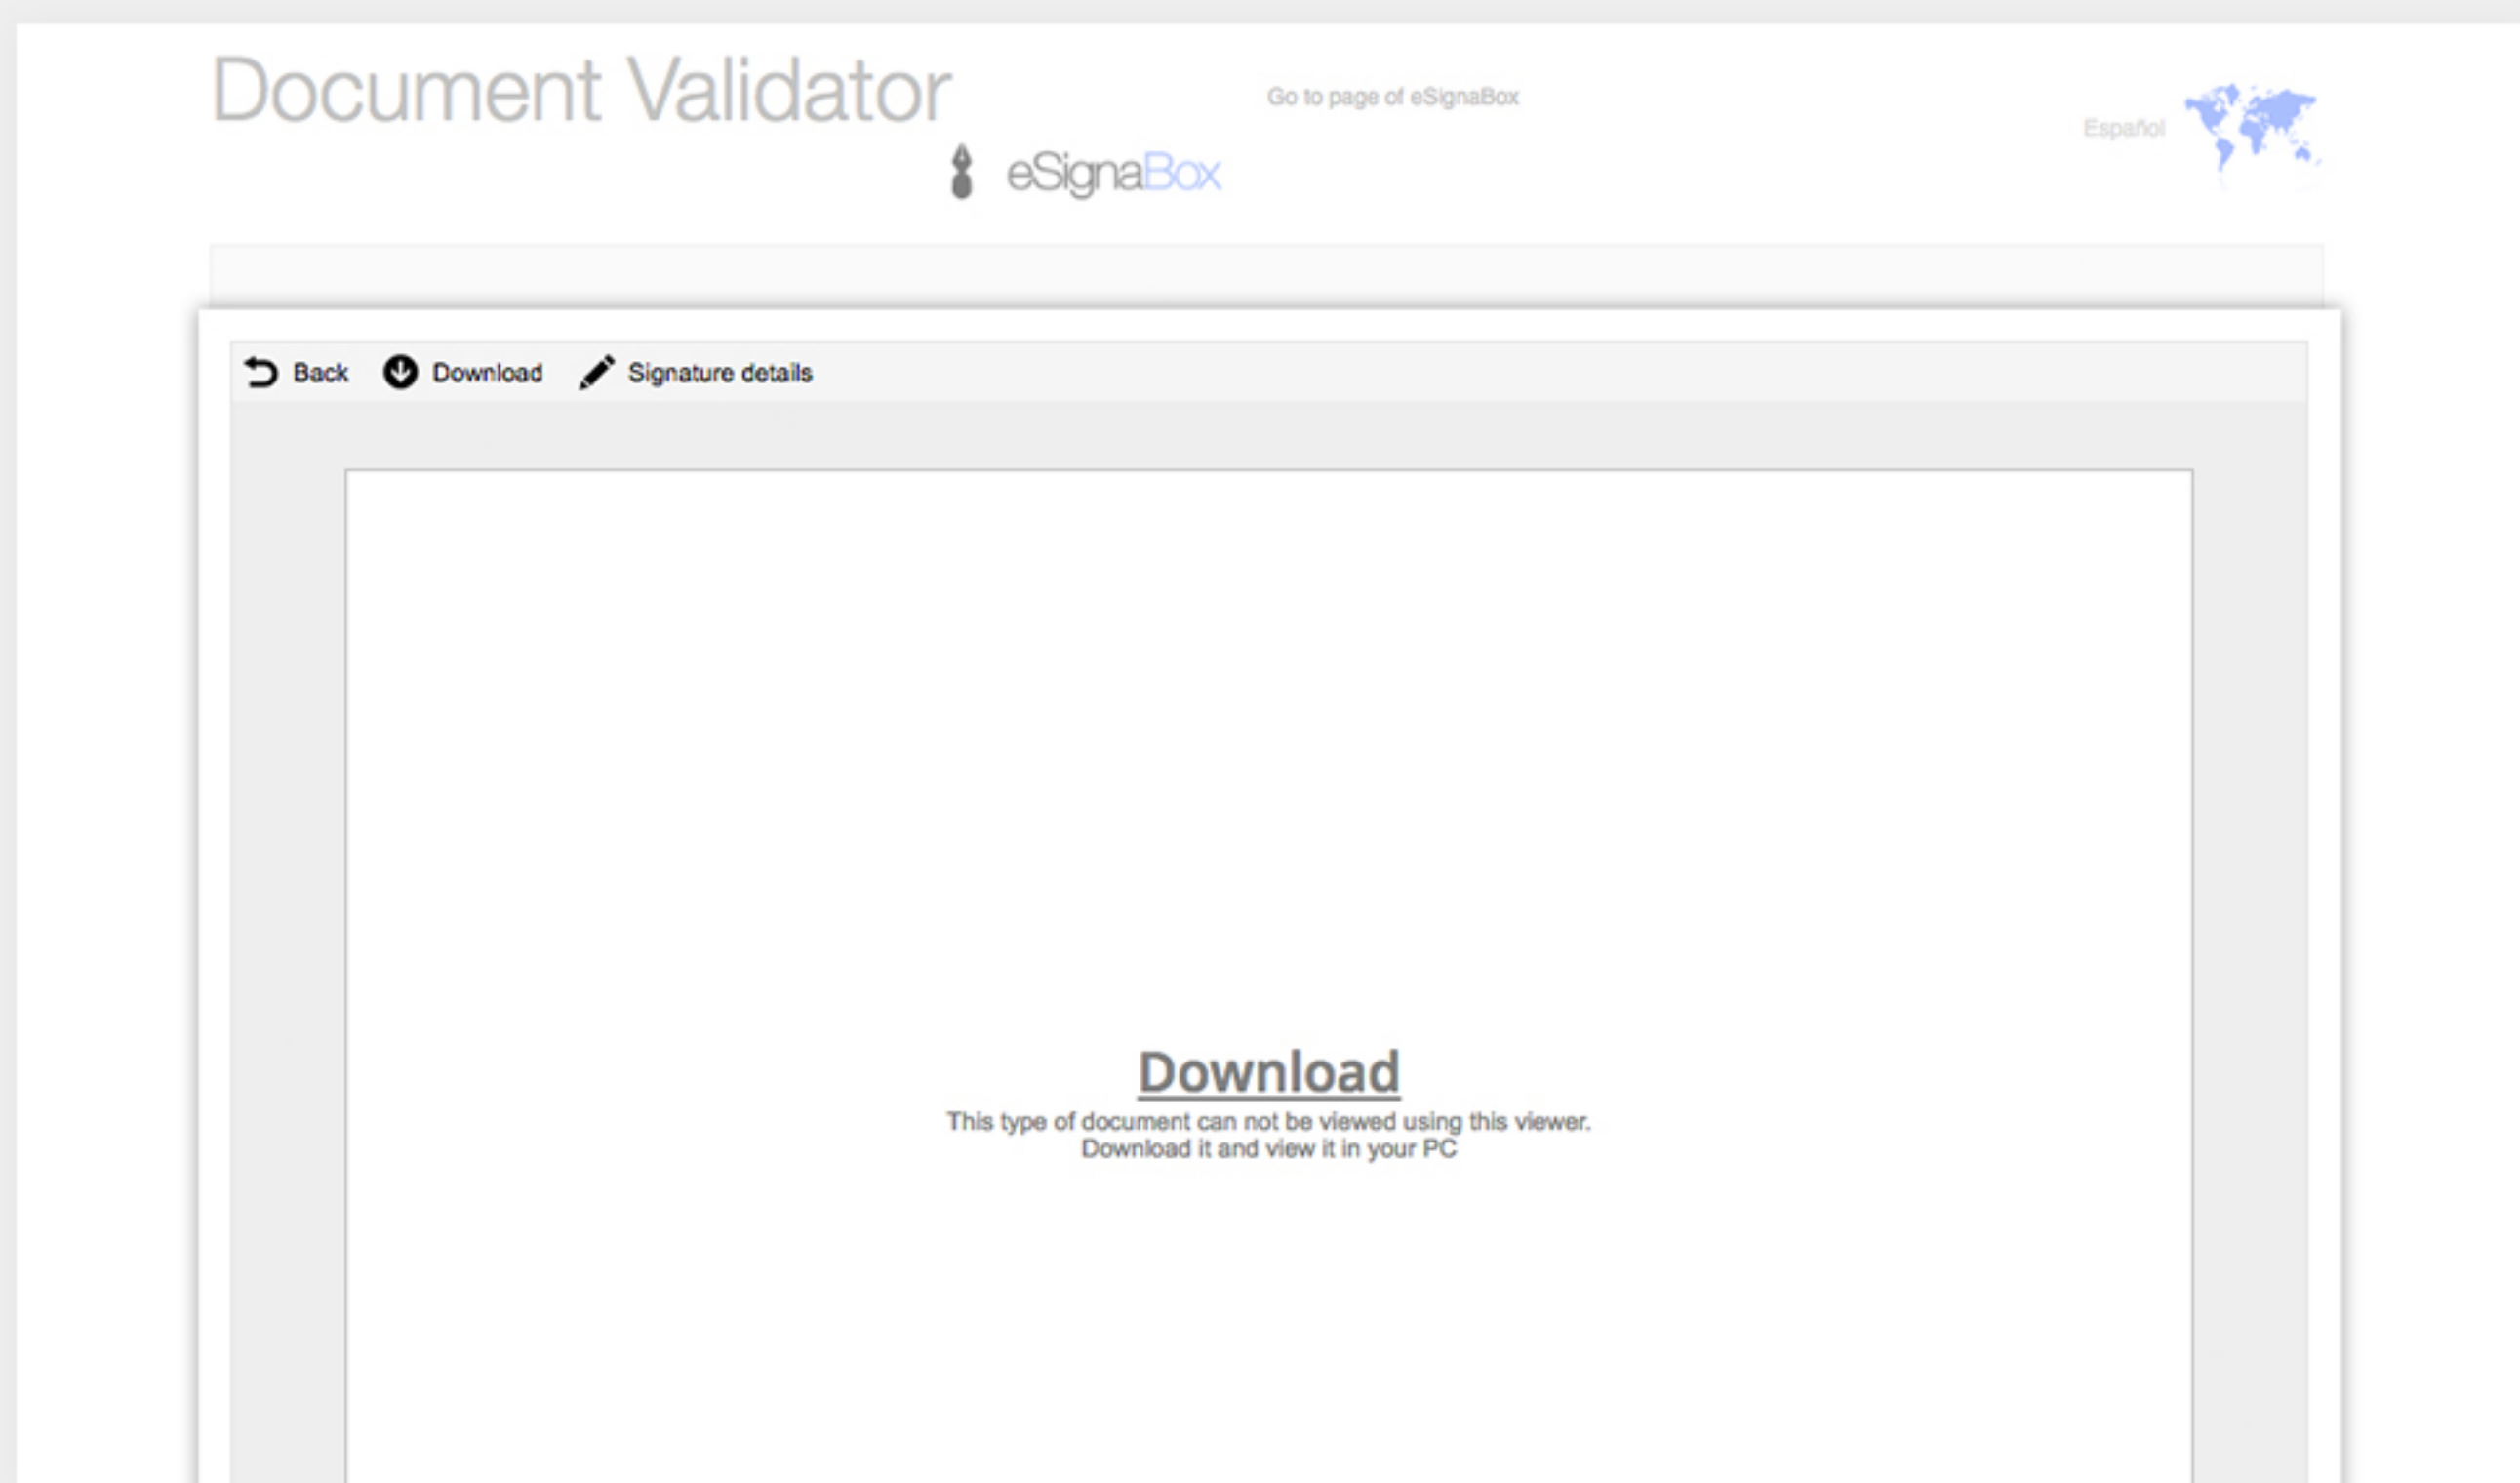 Document Validator
Go to page of eSignaBox
Español
eSignaBox
Back
Download
Signature details
Download
This type of document can not be viewed using this viewer.
Download it and view it in your PC